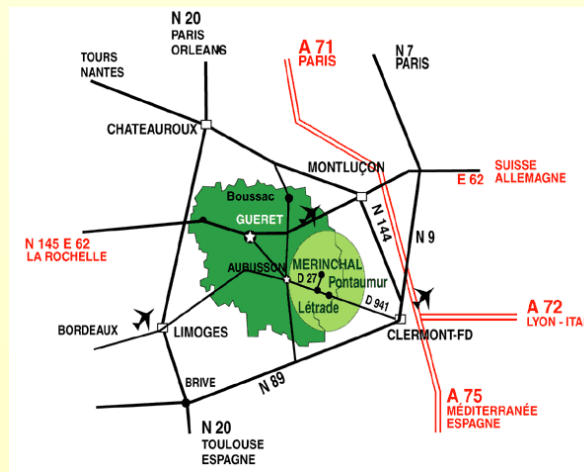 N 20
PARIS
ORLEANS
A 71
PARIS
N 7
PARIS
TOURS
NANTES
CHATEAUROUX
MONTLUÇON
SUISSE
ALLEMAGNE
E 62
Boussac
GUERET
N 144
N 9
N 145 E 62
LA ROCHELLE
AUBUSSON
MERINCHAL
D 27
Pontaumur
Létrade
D 941
A 72
LYON - ITA
BORDEAUX
LIMOGES
CLERMONT-FD
N 89
BRIVE
A 75
MÉDITERRANÉE
ESPAGNE
N 20
TOULOUSE
ESPAGNE